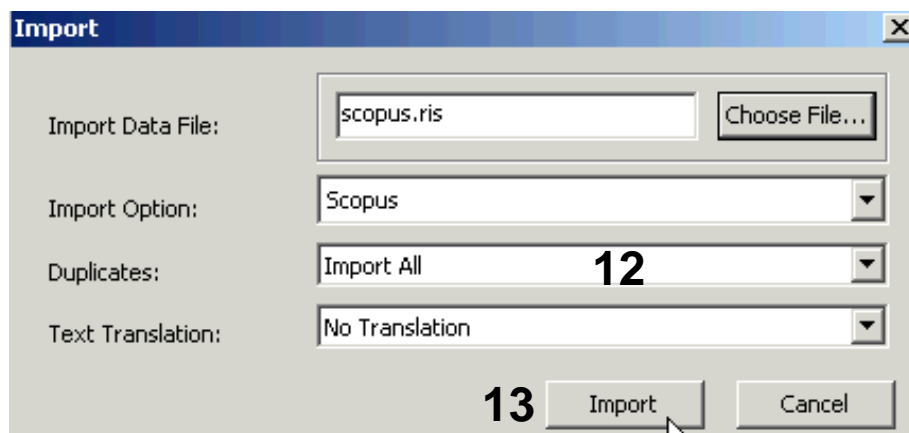 Import
Import Data File: scopus.ris Choose File...
Import Option: Scopus
Duplicates: Import All 12
Text Translation: No Translation
13 Import Cancel